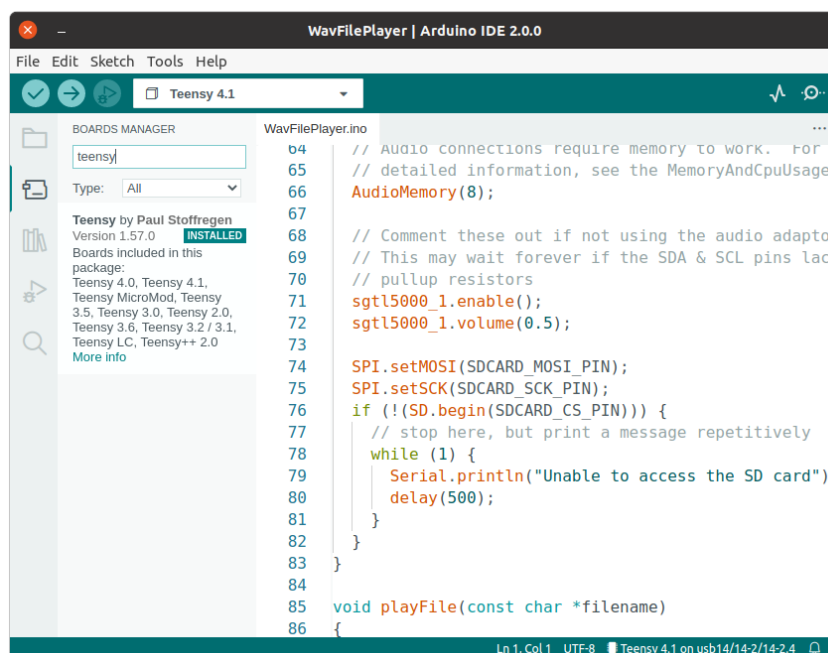 WavFilePlayer | Arduino IDE 2.0.0
File Edit Sketch Tools Help
Teensy 4.1
BOARDS MANAGER
teensy
Type: All
Teensy by Paul Stoffregen
Version 1.57.0 INSTALLED
Boards included in this
package:
Teensy 4.0, Teensy 4.1,
Teensy MicroMod, Teensy
3.5, Teensy 3.0, Teensy 2.0,
Teensy 3.6, Teensy 3.2 / 3.1,
Teensy LC, Teensy++ 2.0
More info
WavFilePlayer.ino
64 // Audio connections require memory to work. For
65 // detailed information, see the MemoryAndCpuUsage
66 AudioMemory(8);
67
68 // Comment these out if not using the audio adapto
69 // This may wait forever if the SDA & SCL pins lac
70 // pullup resistors
71 sgtl5000_1.enable();
72 sgtl5000_1.volume(0.5);
73
74 SPI.setMOSI(SDCARD_MOSI_PIN);
75 SPI.setSCK(SDCARD_SCK_PIN);
76 if (!(SD.begin(SDCARD_CS_PIN))) {
77 // stop here, but print a message repetitively
78 while (1) {
79 Serial.println("Unable to access the SD card")
80 delay(500);
81 }
82 }
83 }
84
85 void playFile(const char *filename)
86 {
Ln 1, Col 1 UTF-8 Teensy 4.1 on usb14/14-2/14-2.4